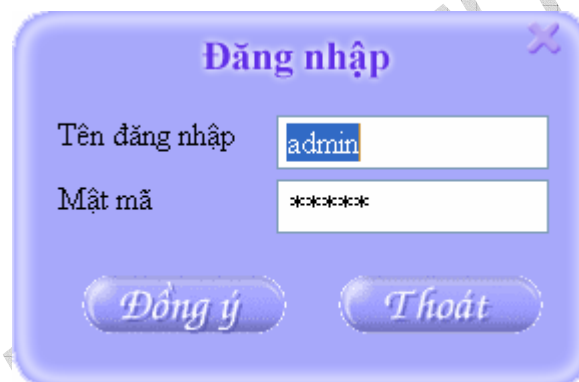 Đăng nhập
Tên đăng nhập admin
Mật mã *****
Đồng ý Thoát